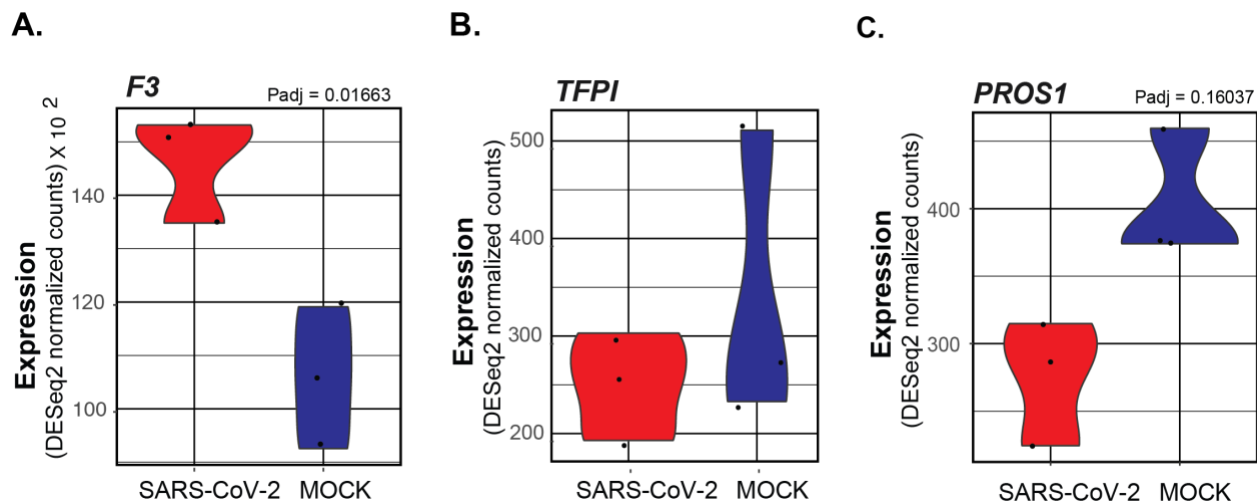 A.
F3
Padj = 0.01663
Expression
(DESeq2 normalized counts) X 10 2
140
120
100
SARS-CoV-2 MOCK
B.
TFPI
Expression
(DESeq2 normalized counts)
500
400
300
200
SARS-CoV-2 MOCK
C.
PROS1
Padj = 0.16037
Expression
(DESeq2 normalized counts)
400
300
SARS-CoV-2 MOCK